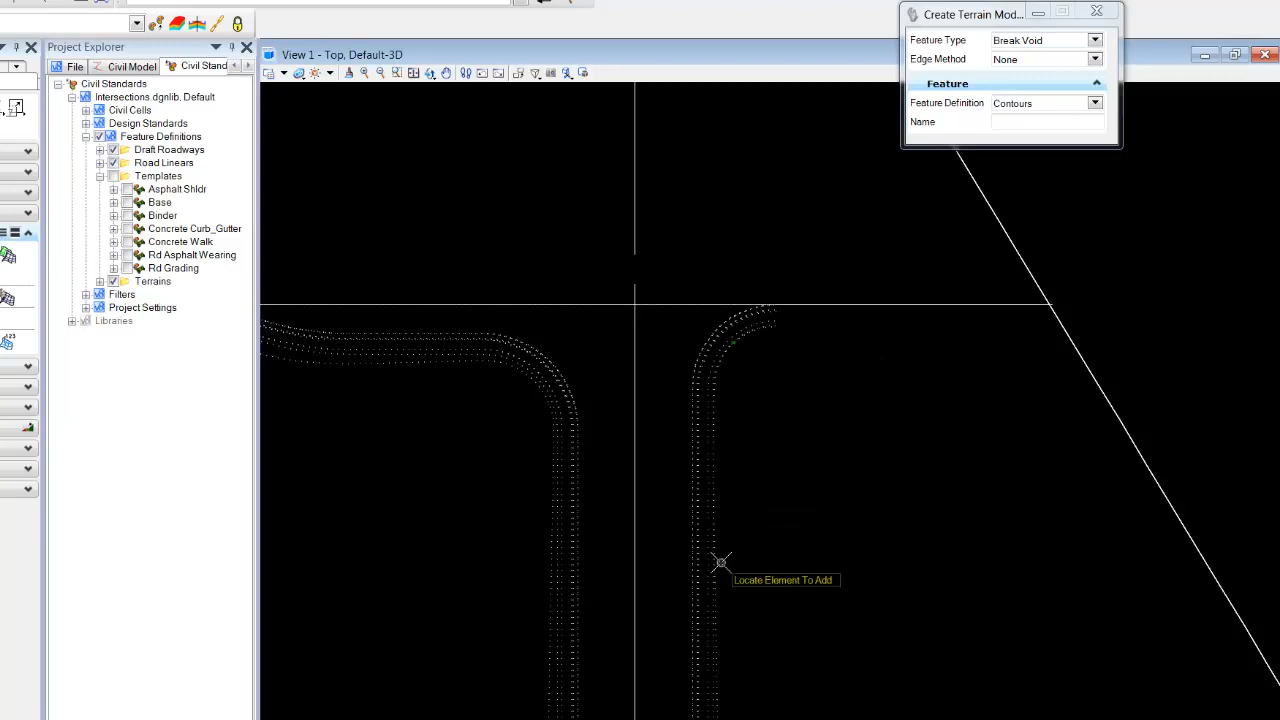 Create Terrain Mod...
Feature Type Break Void
Edge Method None
Feature
Feature Definition Contours
Name
Project Explorer
File Civil Model Civil Stand
Civil Standards
Intersections.dgnlib, Default
Civil Cells
Design Standards
Feature Definitions
Draft Roadways
Road Linears
Templates
Asphalt Shldr
Base
Binder
Concrete Curb_Gutter
Concrete Walk
Rd Asphalt Wearing
Rd Grading
Terrains
Filters
Project Settings
Libraries
View 1 - Top, Default-3D
Locate Element To Add
123